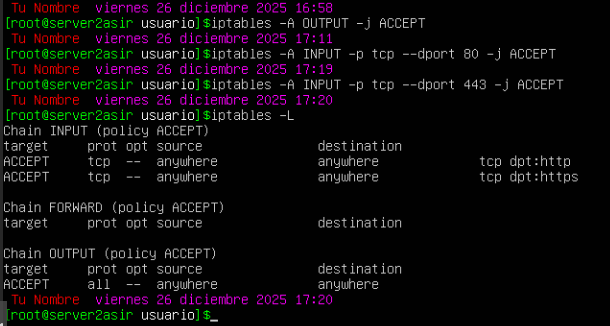 Tu Nombre  viernes 26 diciembre 2025 16:58
[root@server2asir usuario]$iptables -A OUTPUT -j ACCEPT
Tu Nombre  viernes 26 diciembre 2025 17:11
[root@server2asir usuario]$iptables -A INPUT -p tcp --dport 80 -j ACCEPT
Tu Nombre  viernes 26 diciembre 2025 17:19
[root@server2asir usuario]$iptables -A INPUT -p tcp --dport 443 -j ACCEPT
Tu Nombre  viernes 26 diciembre 2025 17:20
[root@server2asir usuario]$iptables -L
Chain INPUT (policy ACCEPT)
target     prot opt source               destination
ACCEPT     tcp  --  anywhere             anywhere             tcp dpt:http
ACCEPT     tcp  --  anywhere             anywhere             tcp dpt:https

Chain FORWARD (policy ACCEPT)
target     prot opt source               destination

Chain OUTPUT (policy ACCEPT)
target     prot opt source               destination
ACCEPT     all  --  anywhere             anywhere
Tu Nombre  viernes 26 diciembre 2025 17:20
[root@server2asir usuario]$_